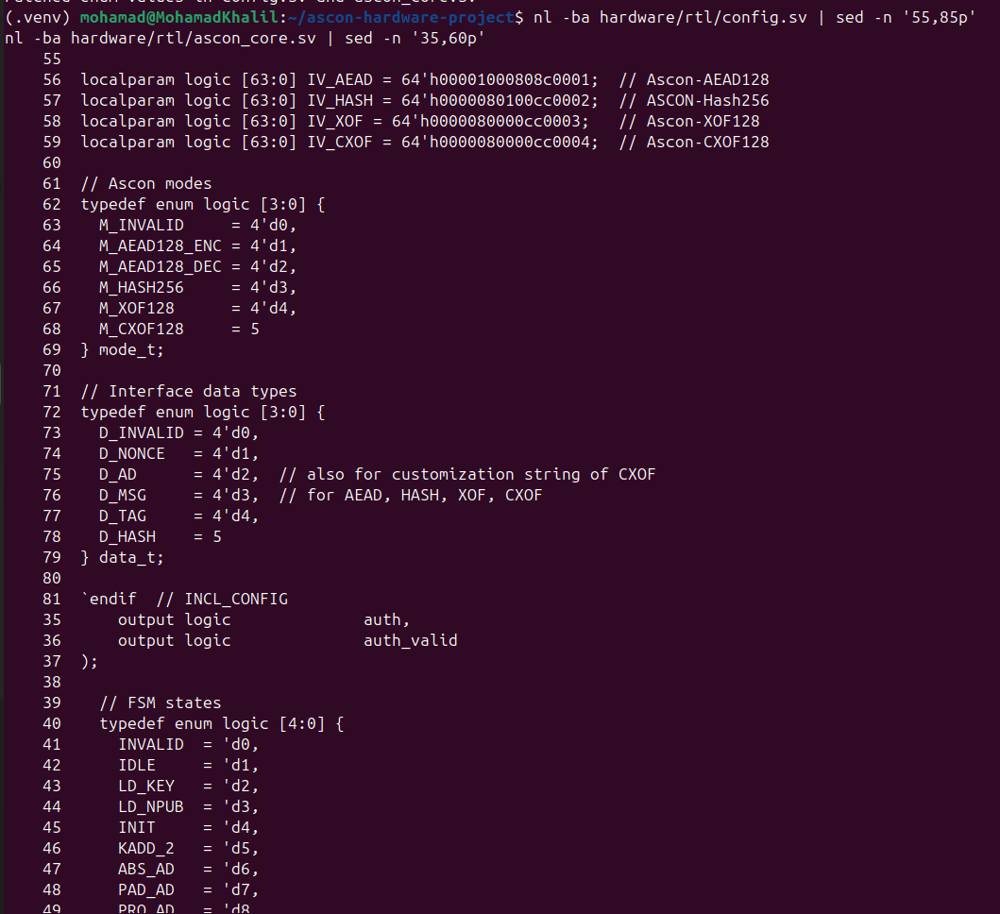 (.venv) mohamad@MohamadKhalil:~/ascon-hardware-project$ nl -ba hardware/rtl/config.sv | sed -n '55,85p'
nl -ba hardware/rtl/ascon_core.sv | sed -n '35,60p'
55
56  localparam logic [63:0] IV_AEAD = 64'h00001000808c0001;  // Ascon-AEAD128
57  localparam logic [63:0] IV_HASH = 64'h0000080100cc0002;  // ASCON-Hash256
58  localparam logic [63:0] IV_XOF = 64'h0000080000cc0003;   // Ascon-XOF128
59  localparam logic [63:0] IV_CXOF = 64'h0000080000cc0004;  // Ascon-CXOF128
60
61  // Ascon modes
62  typedef enum logic [3:0] {
63    M_INVALID     = 4'd0,
64    M_AEAD128_ENC = 4'd1,
65    M_AEAD128_DEC = 4'd2,
66    M_HASH256     = 4'd3,
67    M_XOF128      = 4'd4,
68    M_CXOF128     = 5
69  } mode_t;
70
71  // Interface data types
72  typedef enum logic [3:0] {
73    D_INVALID = 4'd0,
74    D_NONCE   = 4'd1,
75    D_AD      = 4'd2,  // also for customization string of CXOF
76    D_MSG     = 4'd3,  // for AEAD, HASH, XOF, CXOF
77    D_TAG     = 4'd4,
78    D_HASH    = 5
79  } data_t;
80
81  `endif  // INCL_CONFIG
35      output logic              auth,
36      output logic              auth_valid
37  );
38
39    // FSM states
40    typedef enum logic [4:0] {
41      INVALID  = 'd0,
42      IDLE     = 'd1,
43      LD_KEY   = 'd2,
44      LD_NPUB  = 'd3,
45      INIT     = 'd4,
46      KADD_2   = 'd5,
47      ABS_AD   = 'd6,
48      PAD_AD   = 'd7,
49      PRO_AD   = 'd8